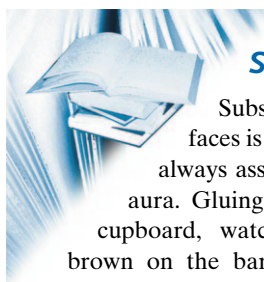 S
Subs
faces is
always ass
aura. Gluing
cupboard, watc
brown on the bar